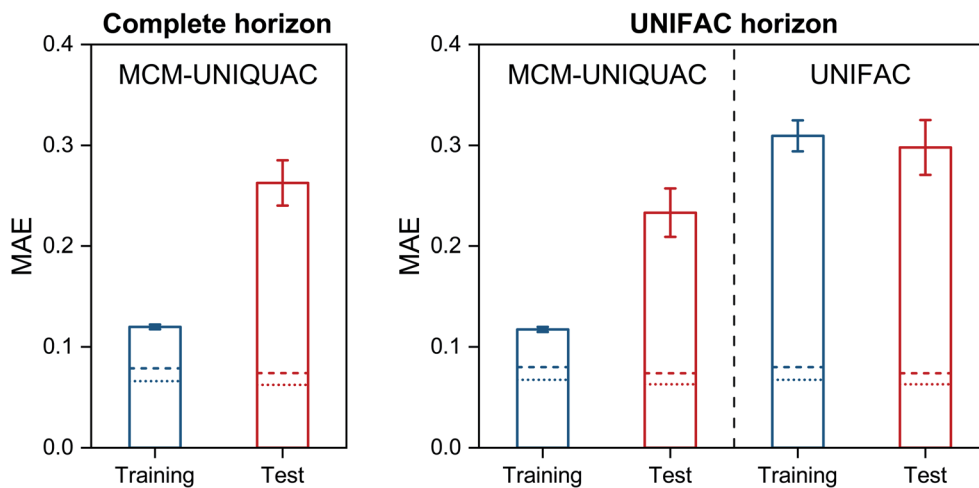 Complete horizon
MCM-UNIQUAC
MAE
0.4
0.3
0.2
0.1
0.0
Training
Test
UNIFAC horizon
MCM-UNIQUAC
UNIFAC
MAE
0.4
0.3
0.2
0.1
0.0
Training
Test
Training
Test